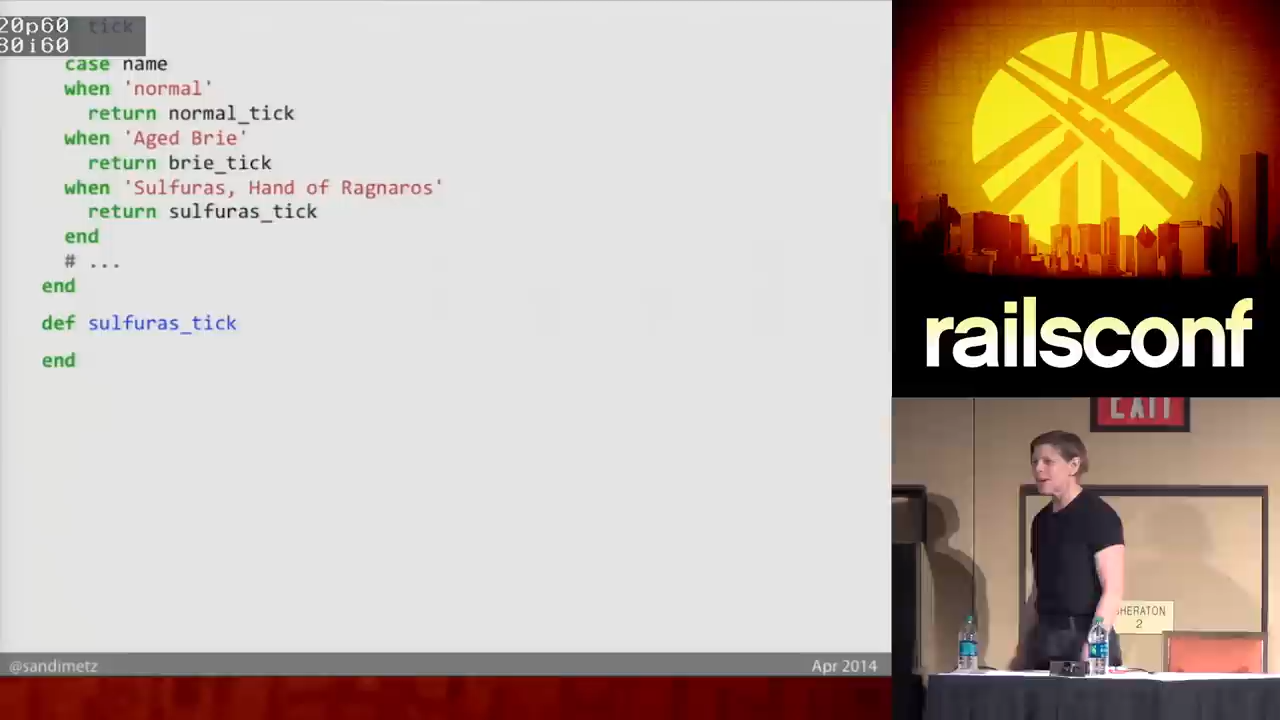 20p60
30i60
tick
case name
when 'normal'
return normal_tick
when 'Aged Brie'
return brie_tick
when 'Sulfuras, Hand of Ragnaros'
return sulfuras_tick
end
# ...
end
def sulfuras_tick
end
@sandimetz
Apr 2014
railsconf
EXIT
SHERATON
2